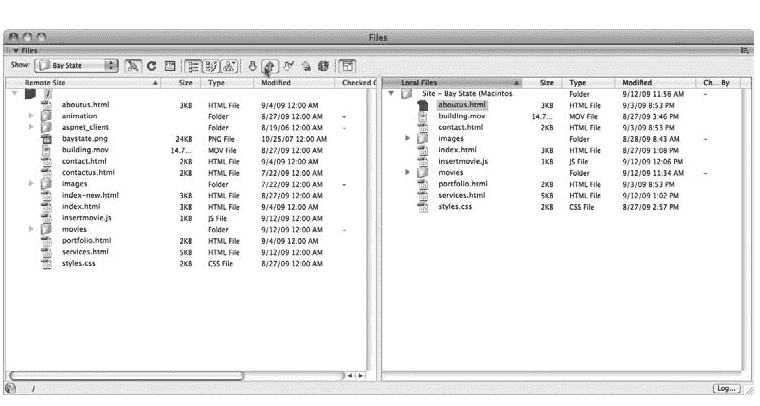 Files
Files
Show: Bay State
Remote Site Size Type Modified Checked
/
aboutus.html 3KB HTML File 9/4/09 12:00 AM
animation Folder 8/27/09 12:00 AM -
aspnet_client Folder 8/19/06 12:00 AM -
baystate.png 24KB PNG File 10/25/07 12:00 AM
building.mov 14.7... MOV File 8/27/09 12:00 AM
contact.html 2KB HTML File 9/4/09 12:00 AM
contactus.html 2KB HTML File 7/22/09 12:00 AM
images Folder 7/22/09 12:00 AM -
index-new.html 3KB HTML File 8/27/09 12:00 AM
index.html 3KB HTML File 9/4/09 12:00 AM
insertmovie.js 1KB JS File 9/12/09 12:00 AM
movies Folder 9/12/09 12:00 AM -
portfolio.html 2KB HTML File 9/4/09 12:00 AM
services.html 5KB HTML File 9/12/09 12:00 AM
styles.css 2KB CSS File 8/27/09 12:00 AM
Local Files Size Type Modified Ch... By
Site - Bay State (Macintos Folder 9/12/09 11:56 AM -
aboutus.html 3KB HTML File 9/3/09 8:53 PM
building.mov 14.7... MOV File 8/27/09 3:46 PM
contact.html 2KB HTML File 9/3/09 8:53 PM
images Folder 8/28/09 8:43 AM -
index.html 3KB HTML File 8/27/09 1:08 PM
insertmovie.js 1KB JS File 9/12/09 12:06 PM
movies Folder 9/12/09 11:34 AM -
portfolio.html 2KB HTML File 9/3/09 8:53 PM
services.html 5KB HTML File 9/12/09 1:02 PM
styles.css 2KB CSS File 8/27/09 2:57 PM
/
Log...